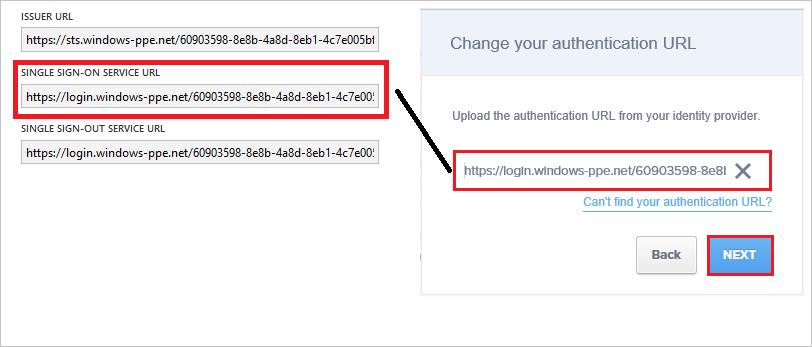 ISSUER URL
https://sts.windows-ppe.net/60903598-8e8b-4a8d-8eb1-4c7e005bf
SINGLE SIGN-ON SERVICE URL
https://login.windows-ppe.net/60903598-8e8b-4a8d-8eb1-4c7e005
SINGLE SIGN-OUT SERVICE URL
https://login.windows-ppe.net/60903598-8e8b-4a8d-8eb1-4c7e005
Change your authentication URL
Upload the authentication URL from your identity provider.
https://login.windows-ppe.net/60903598-8e8l
Can't find your authentication URL?
Back
NEXT